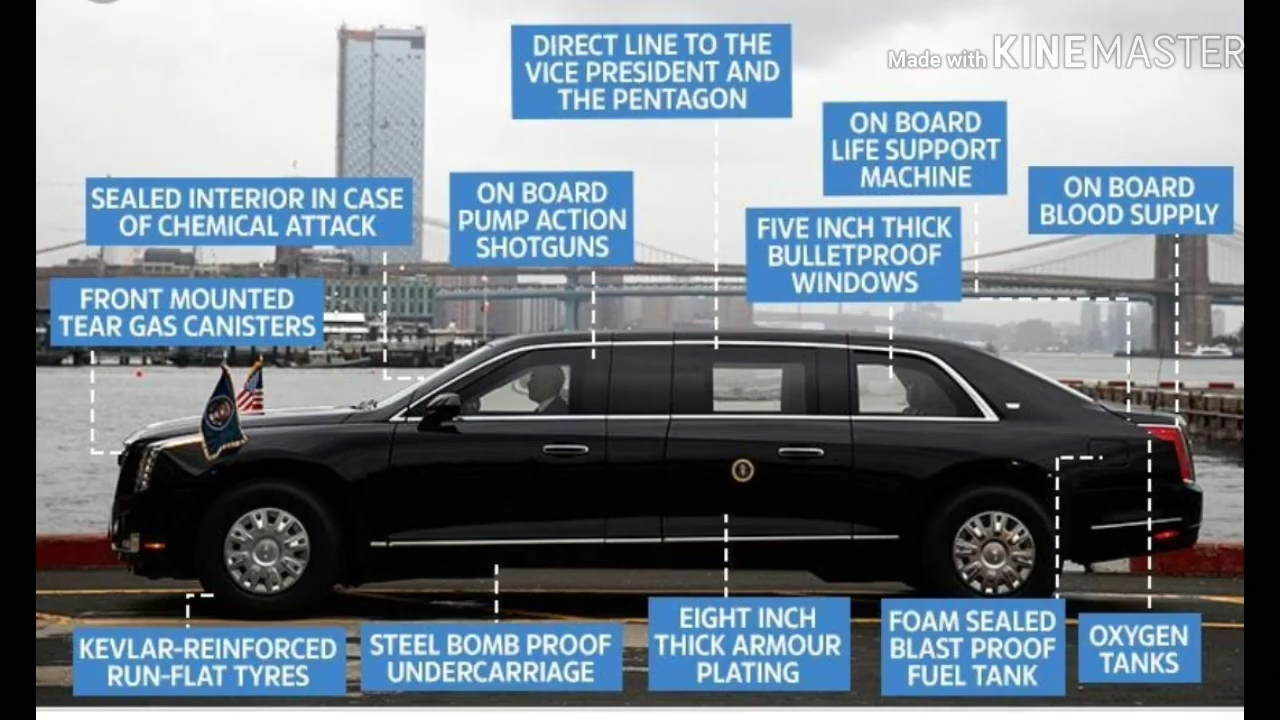 DIRECT LINE TO THE
VICE PRESIDENT AND
THE PENTAGON
Made with KINEMASTER
ON BOARD
LIFE SUPPORT
MACHINE
SEALED INTERIOR IN CASE
OF CHEMICAL ATTACK
ON BOARD
PUMP ACTION
SHOTGUNS
ON BOARD
BLOOD SUPPLY
FIVE INCH THICK
BULLETPROOF
WINDOWS
FRONT MOUNTED
TEAR GAS CANISTERS
KEVLAR-REINFORCED
RUN-FLAT TYRES
STEEL BOMB PROOF
UNDERCARRIAGE
EIGHT INCH
THICK ARMOUR
PLATING
FOAM SEALED
BLAST PROOF
FUEL TANK
OXYGEN
TANKS